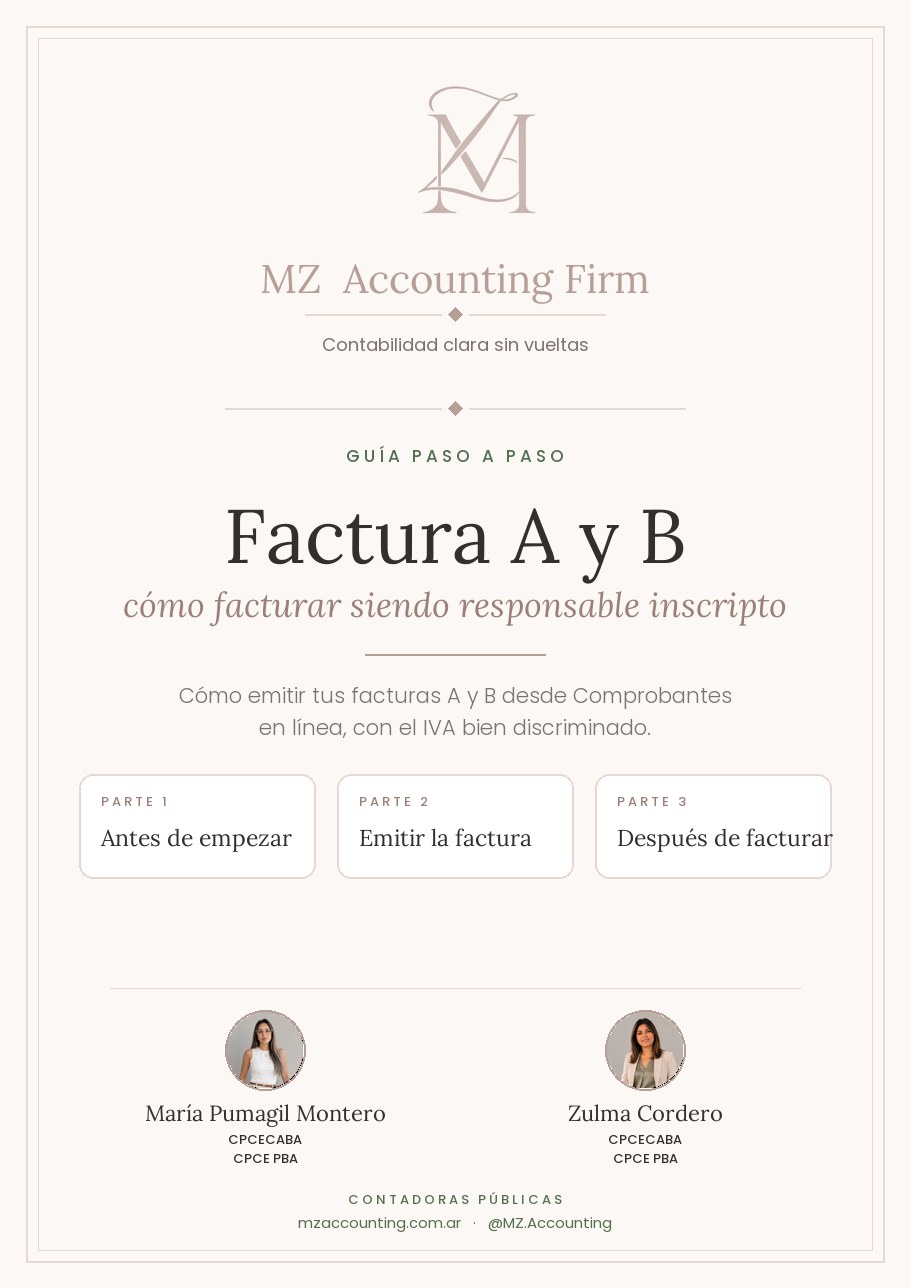 MZ Accounting Firm
Contabilidad clara sin vueltas
GUÍA PASO A PASO
Factura A y B
cómo facturar siendo responsable inscripto
Cómo emitir tus facturas A y B desde Comprobantes
en línea, con el IVA bien discriminado.
PARTE 1
Antes de empezar
PARTE 2
Emitir la factura
PARTE 3
Después de facturar
María Pumagil Montero
CPCECABA
CPCE PBA
Zulma Cordero
CPCECABA
CPCE PBA
CONTADORAS PÚBLICAS
mzaccounting.com.ar · @MZ.Accounting